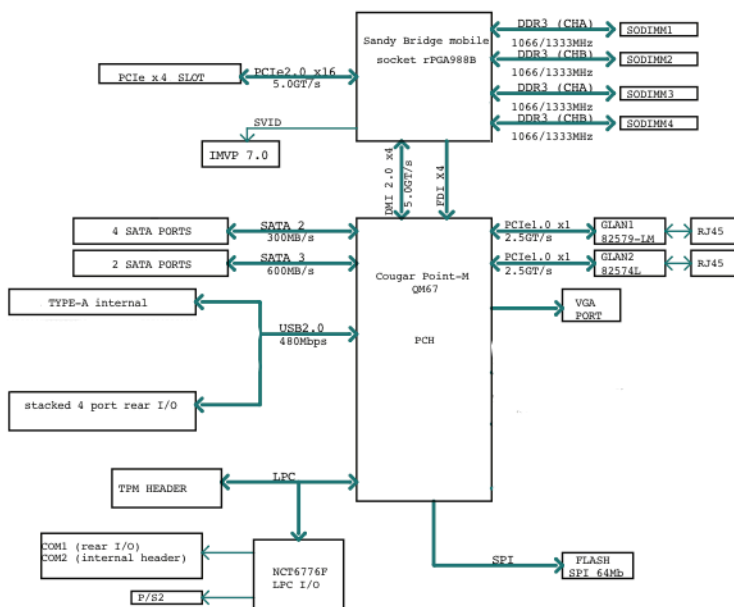 Sandy Bridge mobile
socket rPGA988B
DDR3 (CHA)
1066/1333MHz
SODIMM1
DDR3 (CHB)
1066/1333MHz
SODIMM2
DDR3 (CHA)
1066/1333MHz
SODIMM3
DDR3 (CHB)
1066/1333MHz
SODIMM4
PCIe x4 SLOT
PCIe2.0 x16
5.0GT/s
SVID
IMVP 7.0
DMI 2.0 x4
5.0GT/s
FDI X4
4 SATA PORTS
SATA 2
300MB/s
2 SATA PORTS
SATA 3
600MB/s
Cougar Point-M
QM67
PCH
PCIe1.0 x1
2.5GT/s
GLAN1
82579-LM
RJ45
PCIe1.0 x1
2.5GT/s
GLAN2
82574L
RJ45
TYPE-A internal
USB2.0
480Mbps
VGA
PORT
stacked 4 port rear I/O
TPM HEADER
LPC
COM1 (rear I/O)
COM2 (internal header)
NCT6776F
LPC I/O
P/S2
SPI
FLASH
SPI 64Mb